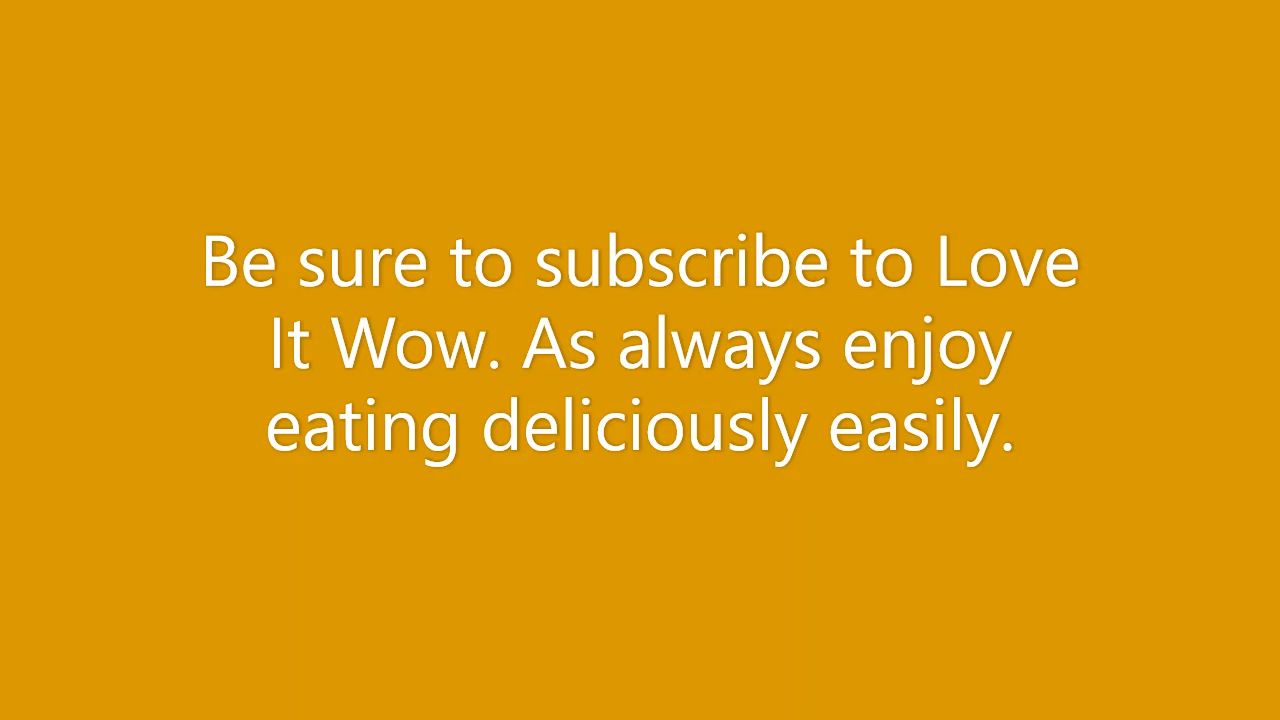 Be sure to subscribe to Love
It Wow. As always enjoy
eating deliciously easily.